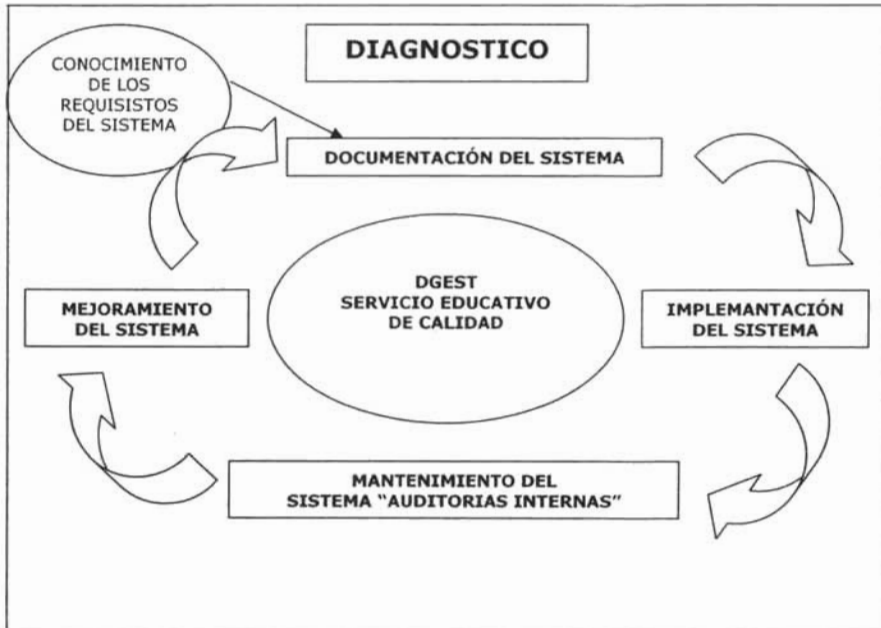 DIAGNOSTICO
CONOCIMIENTO
DE LOS
REQUISISTOS
DEL SISTEMA
DOCUMENTACIÓN DEL SISTEMA
DGEST
SERVICIO EDUCATIVO
DE CALIDAD
MEJORAMIENTO
DEL SISTEMA
IMPLEMANTACIÓN
DEL SISTEMA
MANTENIMIENTO DEL
SISTEMA “AUDITORIAS INTERNAS”